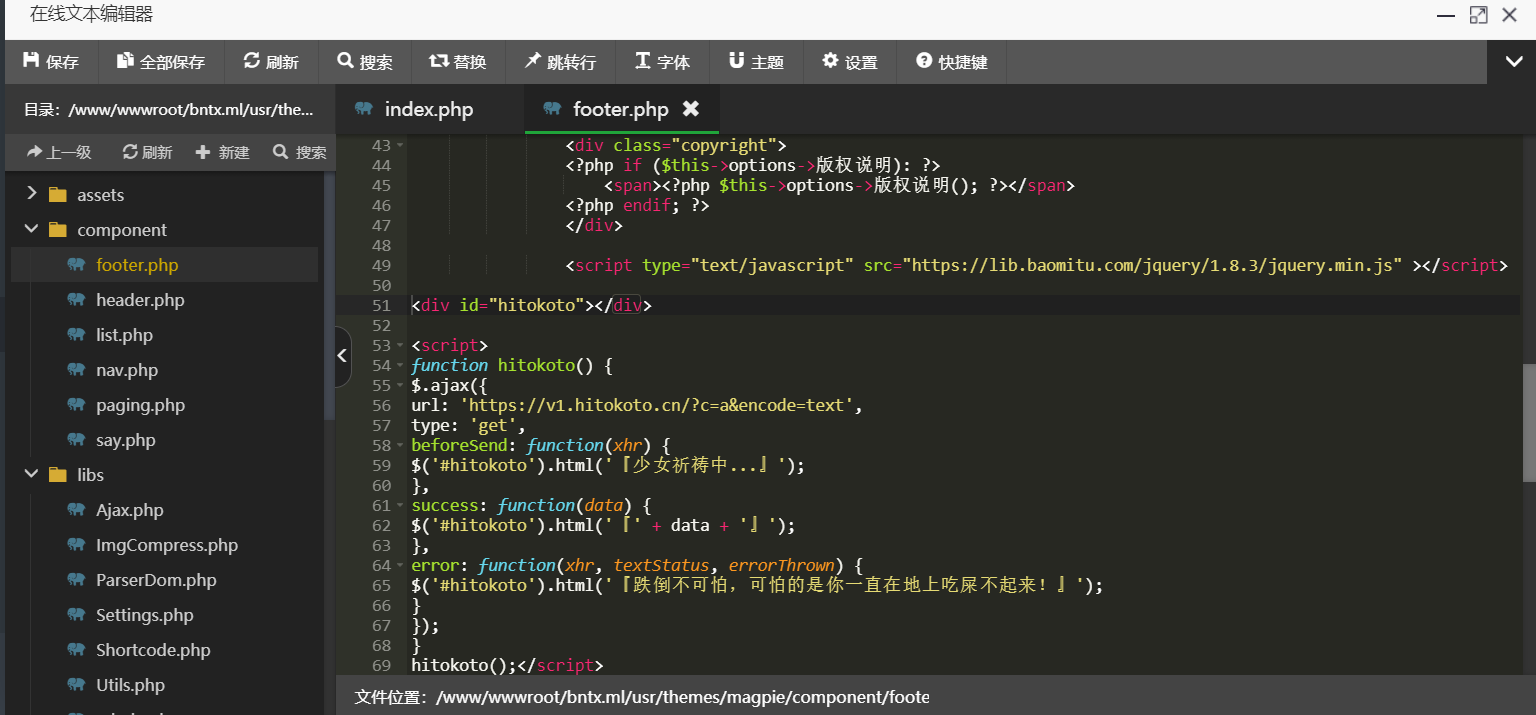 在线文本编辑器
保存 全部保存 刷新 搜索 替换 跳转行 字体 主题 设置 快捷键
目录：/www/wwwroot/bntx.ml/usr/the...
上一级 刷新 新建 搜索
assets
component
footer.php
header.php
list.php
nav.php
paging.php
say.php
libs
Ajax.php
ImgCompress.php
ParserDom.php
Settings.php
Shortcode.php
Utils.php
index.php footer.php
43 <div class="copyright">
44 <?php if ($this->options->版权说明): ?>
45 <span><?php $this->options->版权说明(); ?></span>
46 <?php endif; ?>
47 </div>
48
49 <script type="text/javascript" src="https://lib.baomitu.com/jquery/1.8.3/jquery.min.js" ></script>
50
51 <div id="hitokoto"></div>
52
53 <script>
54 function hitokoto() {
55 $.ajax({
56 url: 'https://v1.hitokoto.cn/?c=a&encode=text',
57 type: 'get',
58 beforeSend: function(xhr) {
59 $('#hitokoto').html('『少女祈祷中...』');
60 },
61 success: function(data) {
62 $('#hitokoto').html('『' + data + '』');
63 },
64 error: function(xhr, textStatus, errorThrown) {
65 $('#hitokoto').html('『跌倒不可怕，可怕的是你一直在地上吃屎不起来！』');
66 }
67 });
68 }
69 hitokoto();</script>
文件位置：/www/wwwroot/bntx.ml/usr/themes/magpie/component/foote